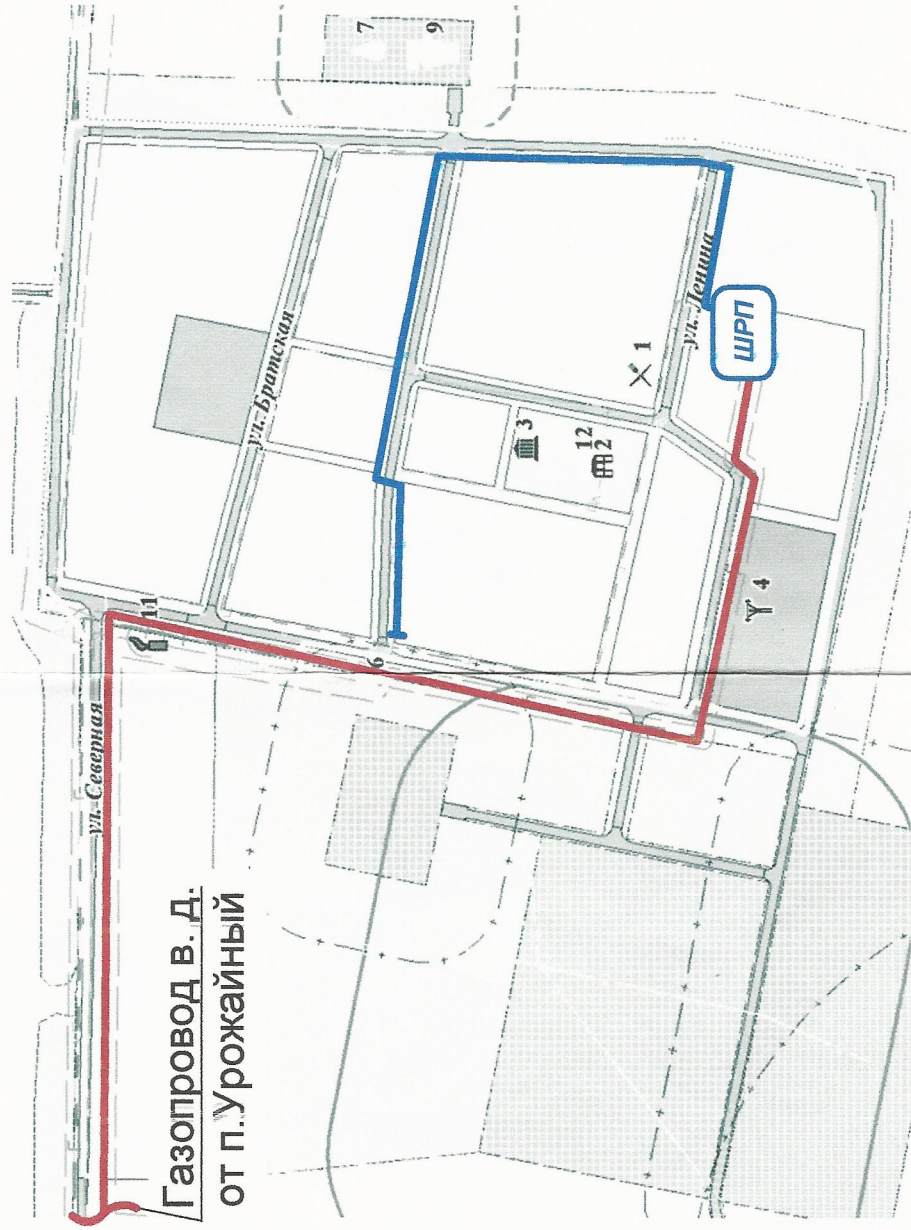 Газопровод в. д.
от п. Урожайный
ул. Северная
11
6
ул. Братская
3
12
2
1
4
ул. Ленина
ШРП
7
9